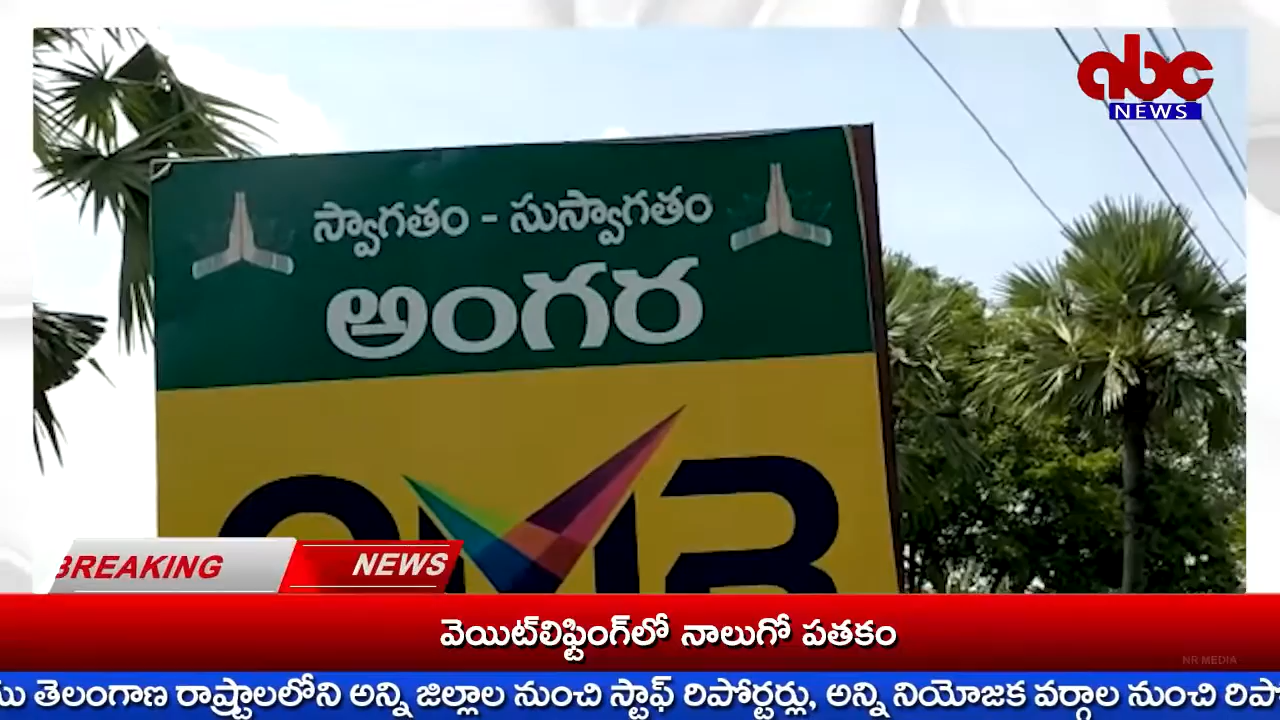 abc
NEWS
స్వాగతం - సుస్వాగతం
అంగర
BREAKING NEWS
వెయిట్‌లిఫ్టింగ్‌లో నాలుగో పతకం
NR MEDIA
తెలంగాణ రాష్ట్రాలలోని అన్ని జిల్లాల నుంచి స్టాఫ్ రిపోర్టర్లు, అన్ని నియోజక వర్గాల నుంచి